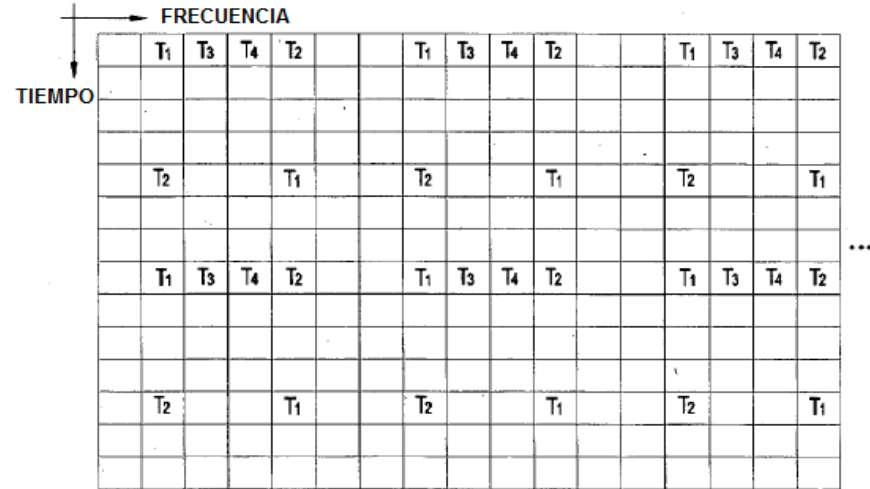 FRECUENCIA
T1 T3 T4 T2 T1 T3 T4 T2 T1 T3 T4 T2
TIEMPO
T2 T1 T2 T1 T2 T1
...
T1 T3 T4 T2 T1 T3 T4 T2 T1 T3 T4 T2
T2 T1 T2 T1 T2 T1